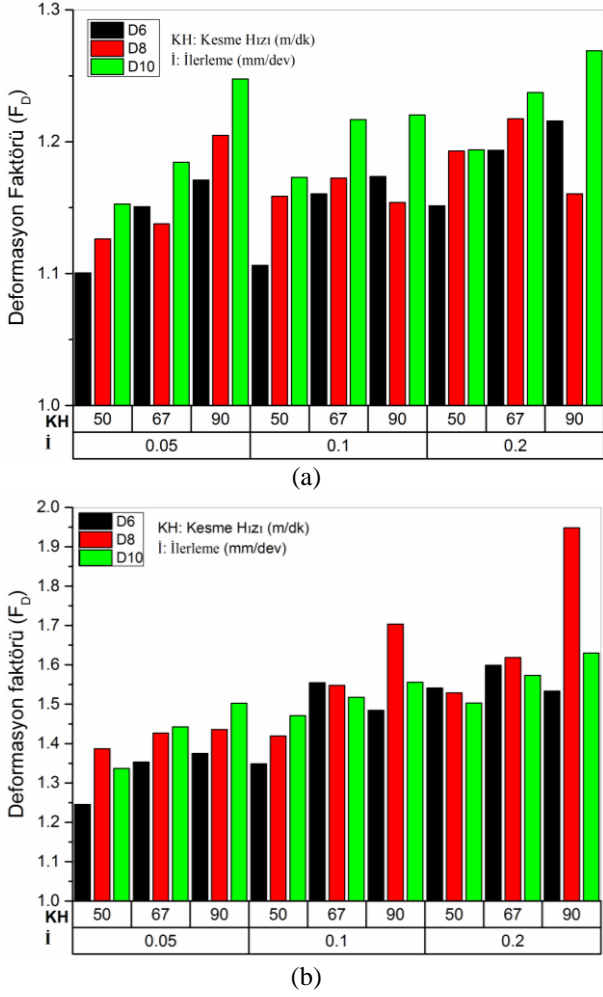 1.3
1.2
1.1
1.0
Deformasyon Faktörü (F_D)
D6
D8
D10
KH: Kesme Hızı (m/dk)
İ: İlerleme (mm/dev)
KH 50 67 90 50 67 90 50 67 90
İ 0.05 0.1 0.2
(a)
2.0
1.9
1.8
1.7
1.6
1.5
1.4
1.3
1.2
1.1
1.0
Deformasyon faktörü (F_D)
D6
D8
D10
KH: Kesme Hızı (m/dk)
İ: İlerleme (mm/dev)
KH 50 67 90 50 67 90 50 67 90
İ 0.05 0.1 0.2
(b)